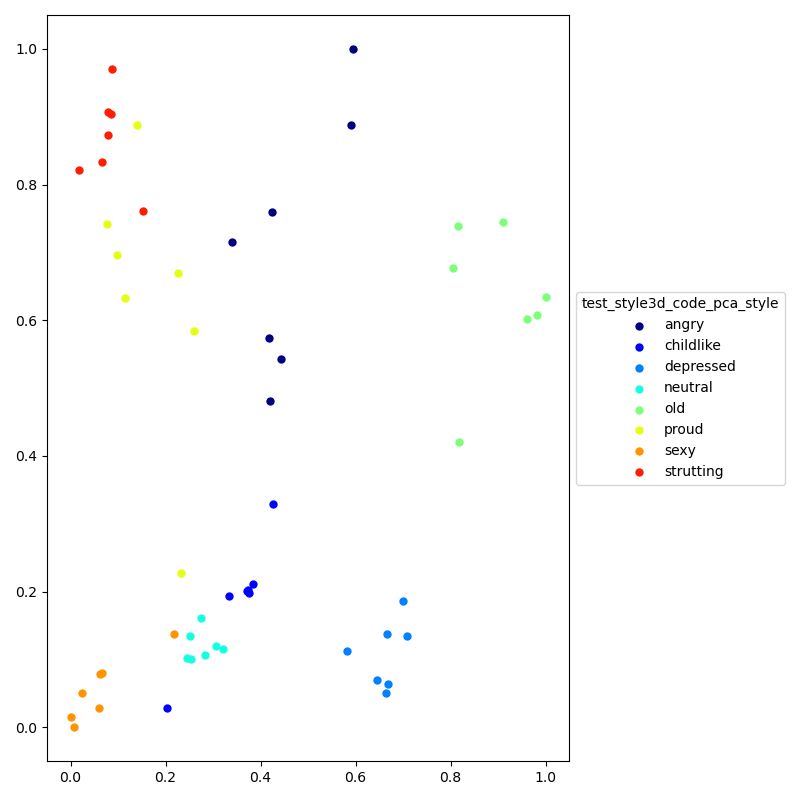 1.0
0.8
0.6
0.4
0.2
0.0
0.0 0.2 0.4 0.6 0.8 1.0
test_style3d_code_pca_style
angry
childlike
depressed
neutral
old
proud
sexy
strutting